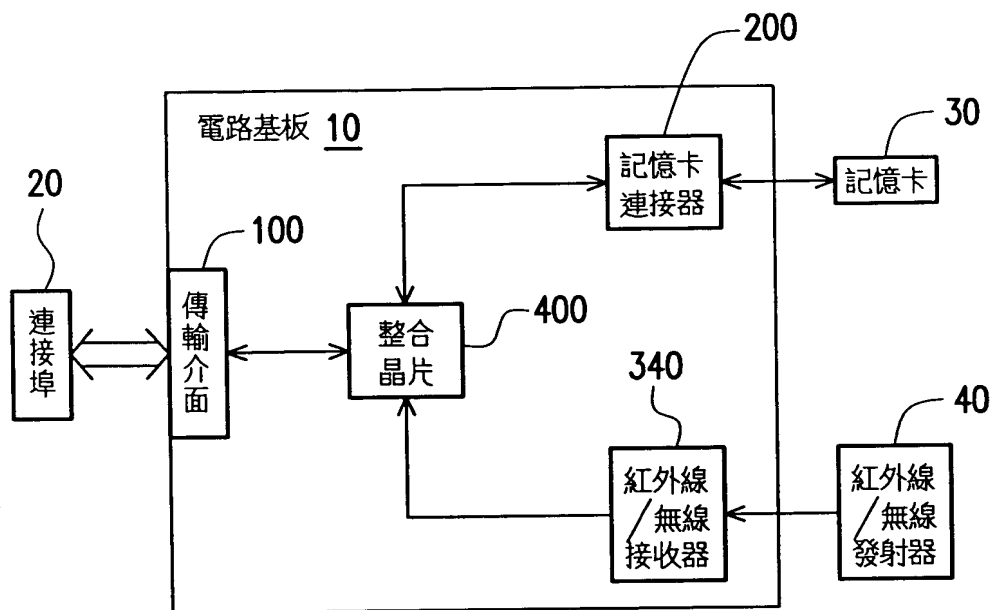 200
電路基板 10
30
記憶卡
連接器
記憶卡
20
100
連接埠
傳輸介面
整合
晶片
400
340
40
紅外線
/無線
接收器
紅外線
/無線
發射器